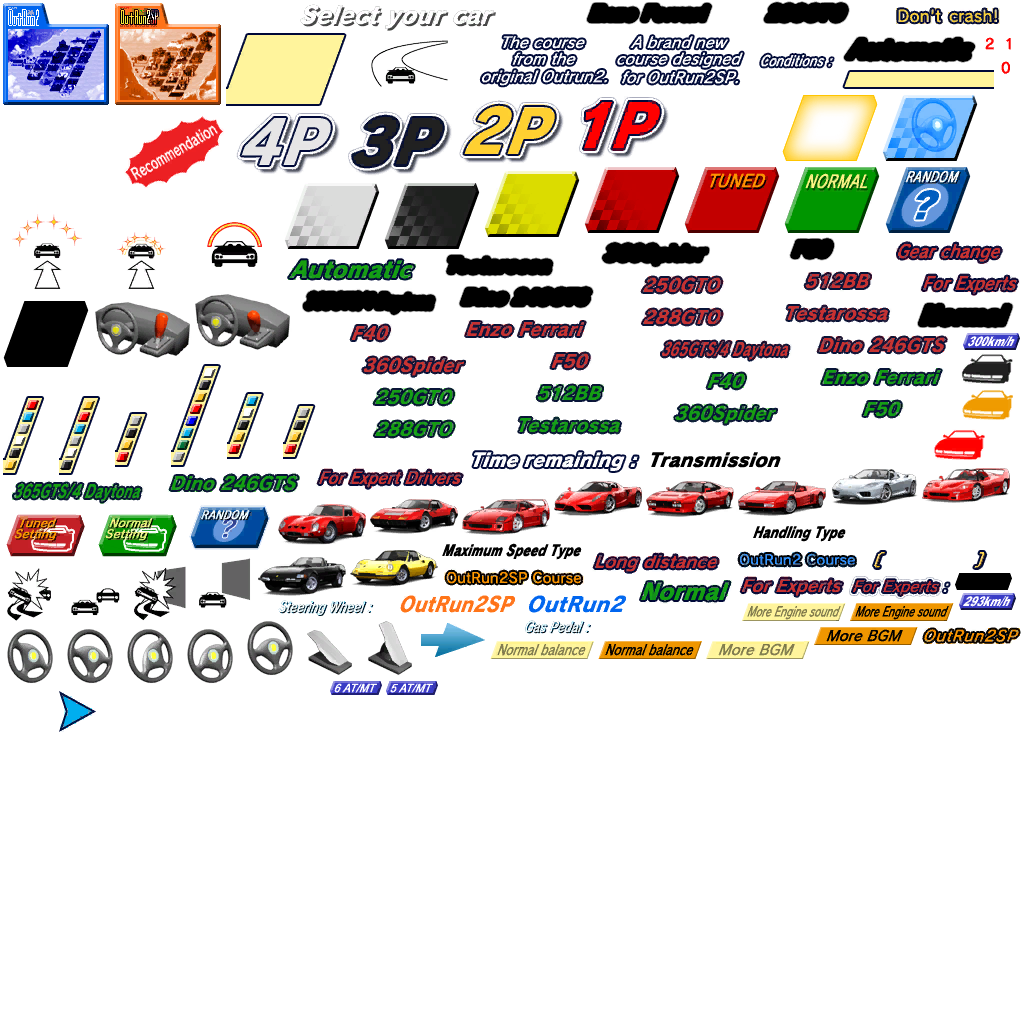 OutRun2
OutRun2SP
Select your car
Enzo Ferrari
288GTO
Don't crash!
The course
from the
original Outrun2.
A brand new
course designed
for OutRun2SP.
Conditions :
Automatic
2 1
0
Recommendation
4P
3P
2P
1P
TUNED
NORMAL
RANDOM
?
Automatic
Testarossa
360Spider
F50
Gear change
250GTO
512BB
For Experts
365GTS/4 Daytona
Dino 246GTS
288GTO
Testarossa
Normal
F40
Enzo Ferrari
365GTS/4 Daytona
Dino 246GTS
300km/h
360Spider
F50
F40
Enzo Ferrari
250GTO
512BB
360Spider
F50
288GTO
Testarossa
Time remaining :
Transmission
365GTS/4 Daytona
Dino 246GTS
For Expert Drivers
Tuned
Setting
Normal
Setting
RANDOM
?
Handling Type
Maximum Speed Type
Long distance
OutRun2 Course
( )
OutRun2SP Course
Normal
For Experts
For Experts :
293km/h
Steering Wheel :
OutRun2SP
OutRun2
More Engine sound
More Engine sound
Gas Pedal :
More BGM
OutRun2SP
Normal balance
Normal balance
More BGM
6 AT/MT
5 AT/MT